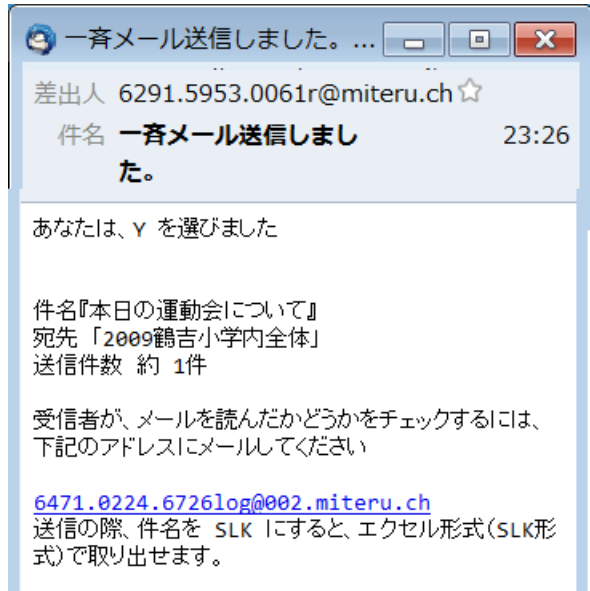 一斉メール送信しました。...
差出人 6291.5953.0061r@miteru.ch
件名 一斉メール送信しまし 23:26
た。
あなたは、Y を選びました
件名『本日の運動会について』
宛先「2009鶴吉小学内全体」
送信件数 約 1件
受信者が、メールを読んだかどうかをチェックするには、
下記のアドレスにメールしてください
6471.0224.6726log@002.miteru.ch
送信の際、件名を SLK にすると、エクセル形式(SLK形
式)で取り出せます。